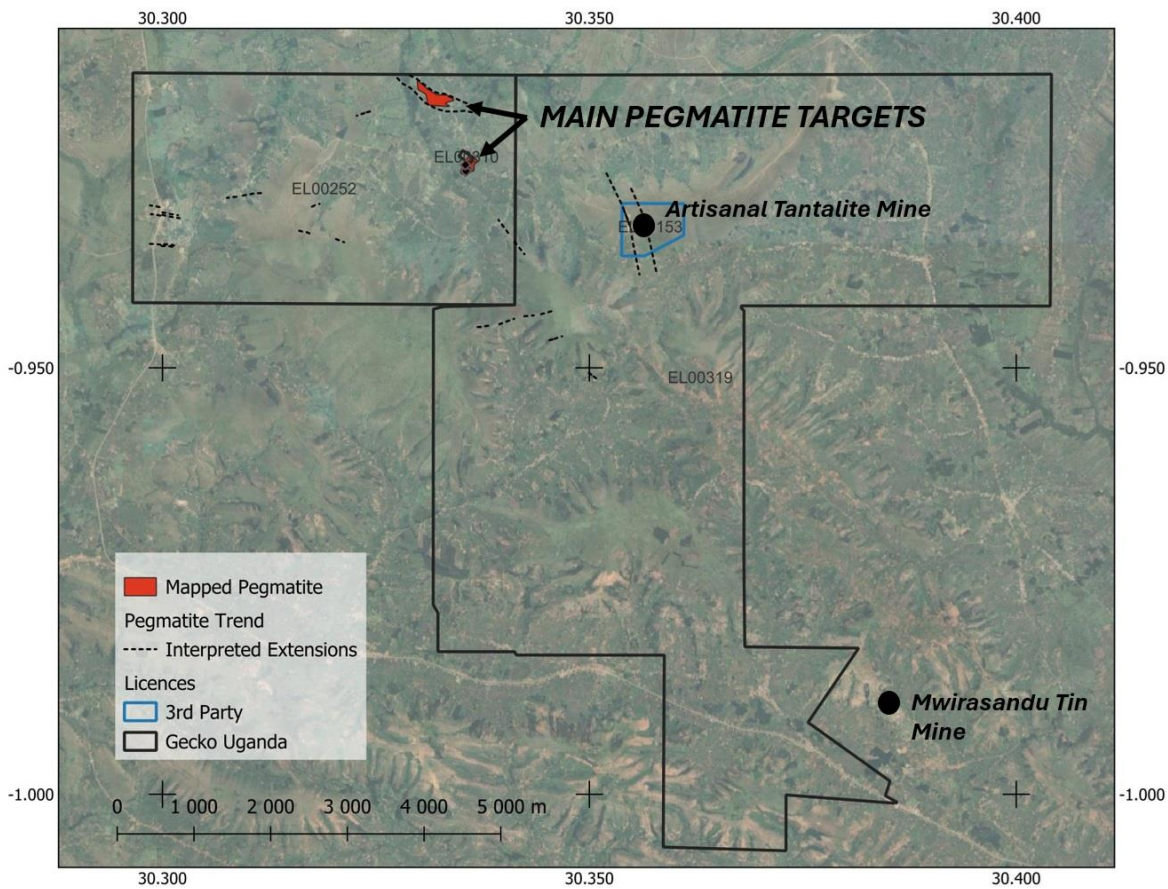 30.300 30.350 30.400
MAIN PEGMATITE TARGETS
EL00310
EL00252
Artisanal Tantalite Mine
153
-0.950 -0.950
EL00319
Mapped Pegmatite
Pegmatite Trend
Interpreted Extensions
Licences
3rd Party
Gecko Uganda
Mwirasandu Tin
Mine
-1.000 -1.000
0 1 000 2 000 3 000 4 000 5 000 m
30.300 30.350 30.400